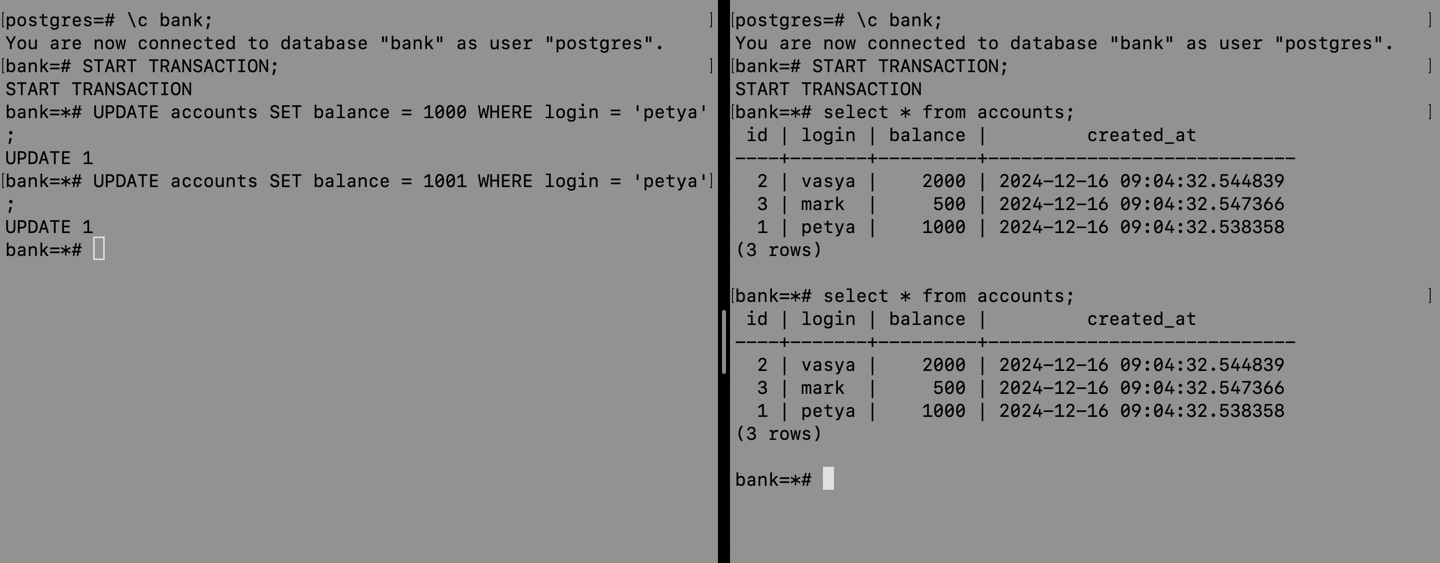 [postgres=# \c bank; ]
You are now connected to database "bank" as user "postgres".
[bank=# START TRANSACTION; ]
START TRANSACTION
bank=*# UPDATE accounts SET balance = 1000 WHERE login = 'petya'
;
UPDATE 1
[bank=*# UPDATE accounts SET balance = 1001 WHERE login = 'petya']
;
UPDATE 1
bank=*#
[postgres=# \c bank; ]
You are now connected to database "bank" as user "postgres".
[bank=# START TRANSACTION; ]
START TRANSACTION
[bank=*# select * from accounts; ]
 id | login | balance |         created_at
----+-------+---------+----------------------------
  2 | vasya |    2000 | 2024-12-16 09:04:32.544839
  3 | mark  |     500 | 2024-12-16 09:04:32.547366
  1 | petya |    1000 | 2024-12-16 09:04:32.538358
(3 rows)
[bank=*# select * from accounts; ]
 id | login | balance |         created_at
----+-------+---------+----------------------------
  2 | vasya |    2000 | 2024-12-16 09:04:32.544839
  3 | mark  |     500 | 2024-12-16 09:04:32.547366
  1 | petya |    1000 | 2024-12-16 09:04:32.538358
(3 rows)
bank=*#